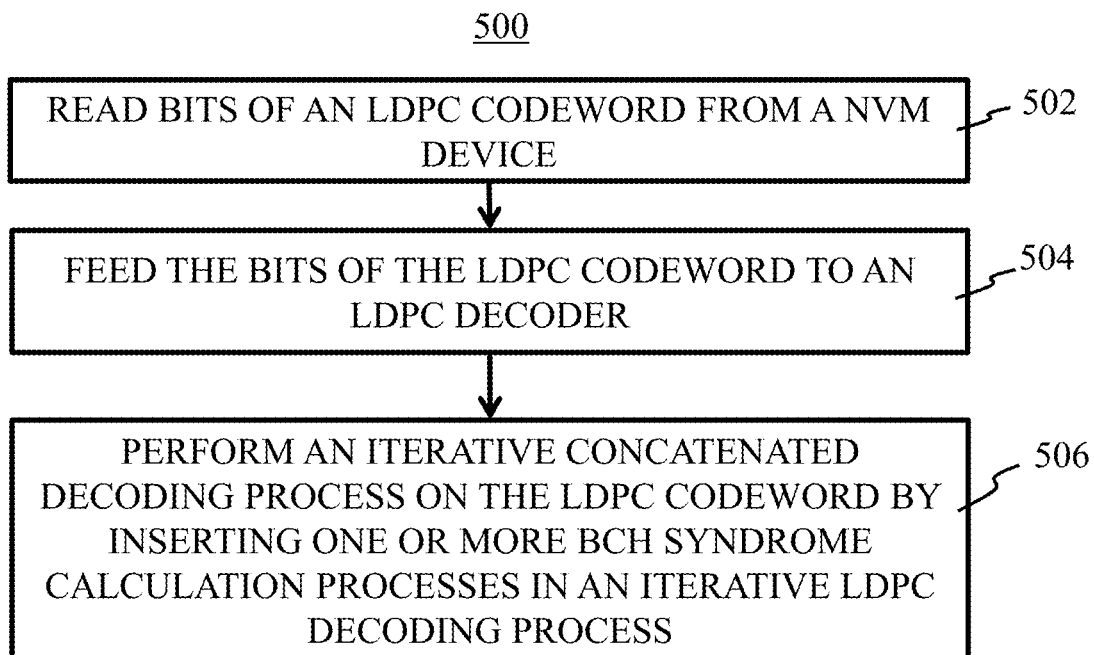 500
READ BITS OF AN LDPC CODEWORD FROM A NVM
DEVICE
502
FEED THE BITS OF THE LDPC CODEWORD TO AN
LDPC DECODER
504
PERFORM AN ITERATIVE CONCATENATED
DECODING PROCESS ON THE LDPC CODEWORD BY
INSERTING ONE OR MORE BCH SYNDROME
CALCULATION PROCESSES IN AN ITERATIVE LDPC
DECODING PROCESS
506